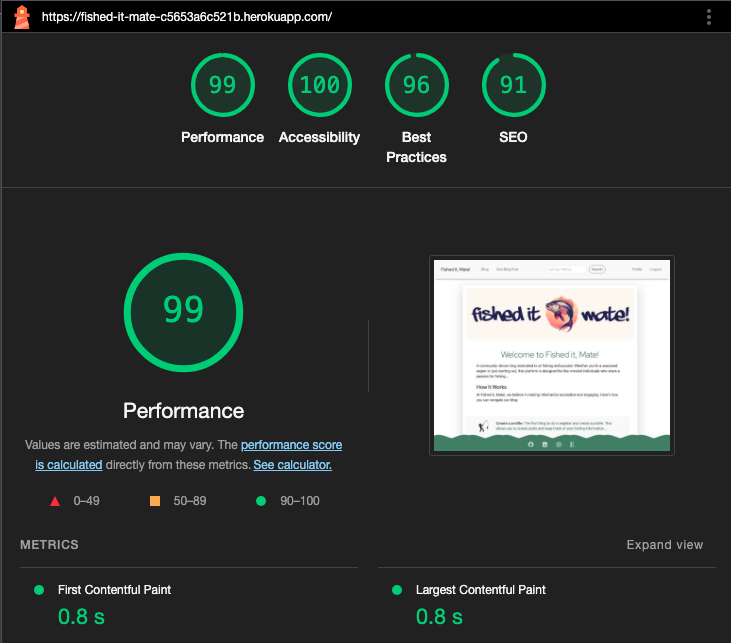 https://fished-it-mate-c5653a6c521b.herokuapp.com/
99 100 96 91
Performance Accessibility Best Practices SEO
99
Performance
Values are estimated and may vary. The performance score
is calculated directly from these metrics. See calculator.
0–49 50–89 90–100
Fished it, Mate! Blog Search Profile Logout
fished it mate!
Welcome to Fished it, Mate!
How It Works
METRICS Expand view
First Contentful Paint
0.8 s
Largest Contentful Paint
0.8 s